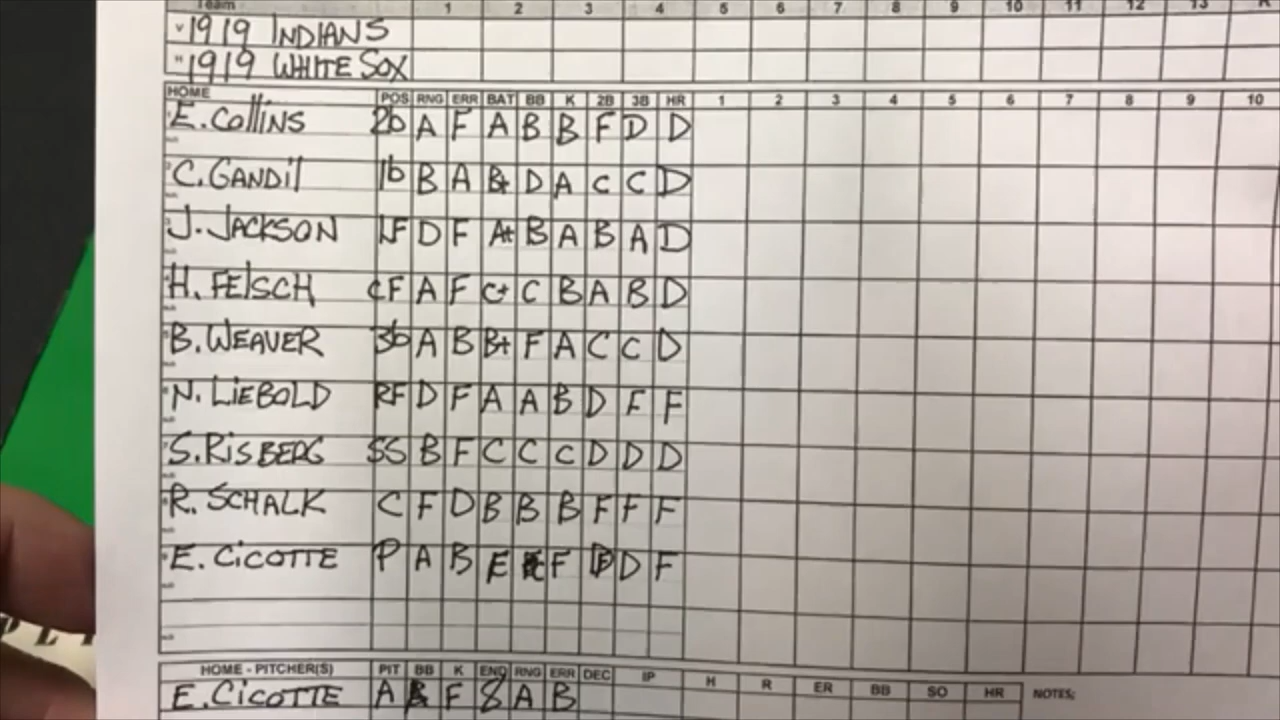 Team 1 2 3 4 5 6 7 8 9 10 11 12 13 R
V 1919 INDIANS
H 1919 WHITE SOX
HOME POS RNG ERR BAT BB K 2B 3B HR 1 2 3 4 5 6 7 8 9 10
E. Collins 2b A F A B B F D D
C. GANDil 1b B A B+ D A C C D
J. JACKSON LF D F A+ B A B A D
H. FElSCH CF A F C+ C B A B D
B. WEAVER 3b A B B+ F A C C D
N. LiEBOLD RF D F A A B D F F
S. RiSBERG SS B F C C C D D D
R. SCHALK C F D B B B F F F
E. CiCOTTE P A B F F D F
HOME - PITCHER(S) PIT BB K END RNG ERR DEC IP H R ER BB SO HR NOTES:
E. CiCOTTE A F 8 A B